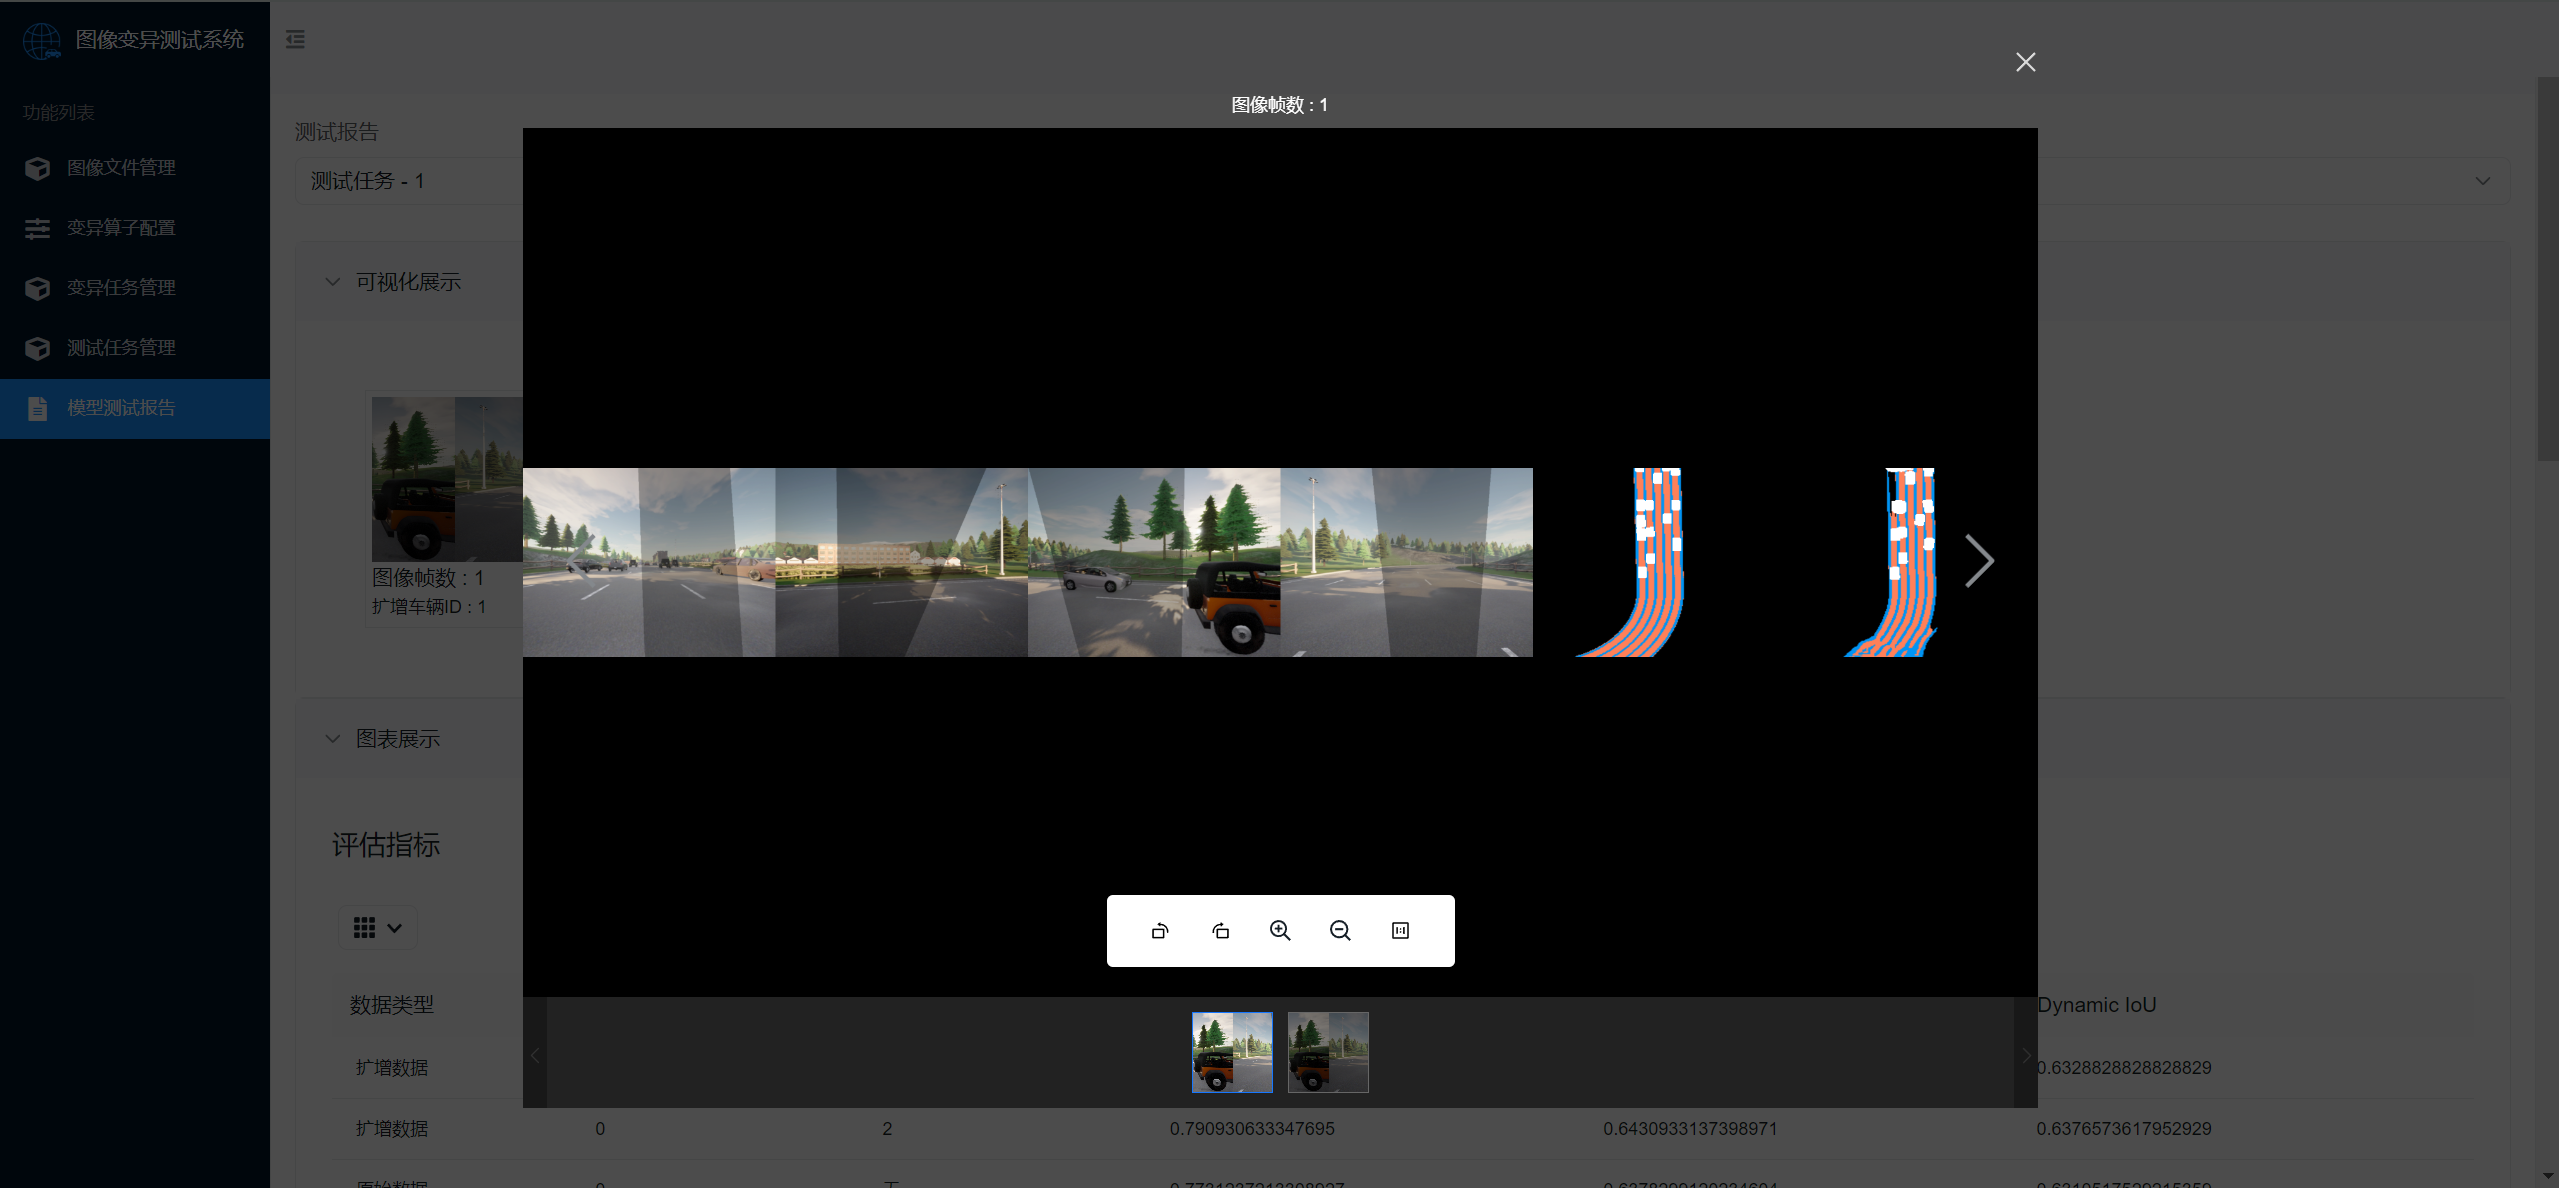 图像变异测试系统
图像帧数 : 1
功能列表
图像文件管理
变异算子配置
变异任务管理
测试任务管理
模型测试报告
测试报告
测试任务 - 1
可视化展示
图像帧数 : 1
扩增车辆ID : 1
图表展示
评估指标
数据类型 Dynamic IoU
扩增数据 0.6328828828828829
扩增数据 0 2 0.790930633347695 0.6430933137398971 0.6376573617952929